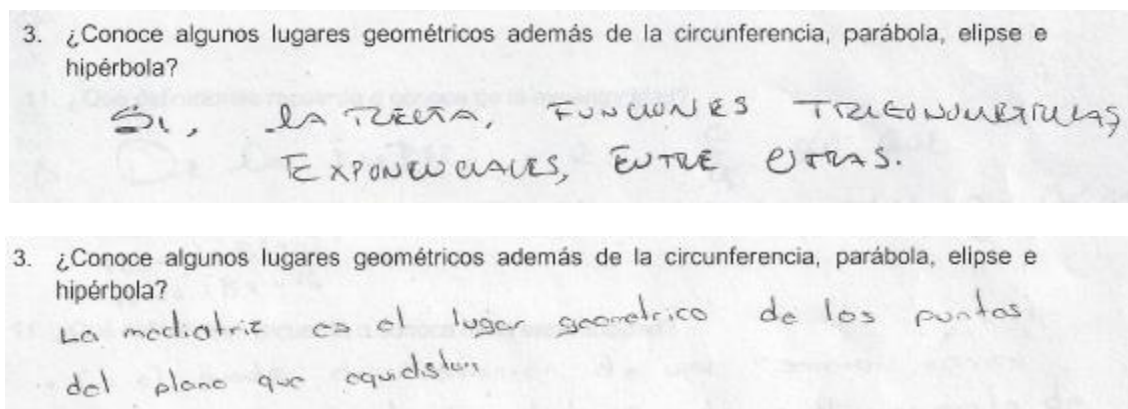 3. ¿Conoce algunos lugares geométricos además de la circunferencia, parábola, elipse e
hipérbola?
SI, LA RECTA, FUNCIONES TRIGONOMETRICAS,
EXPONENCIALES, ENTRE OTRAS.
3. ¿Conoce algunos lugares geométricos además de la circunferencia, parábola, elipse e
hipérbola?
La mediatriz es el lugar geometrico de los puntos
del plano que equidistan